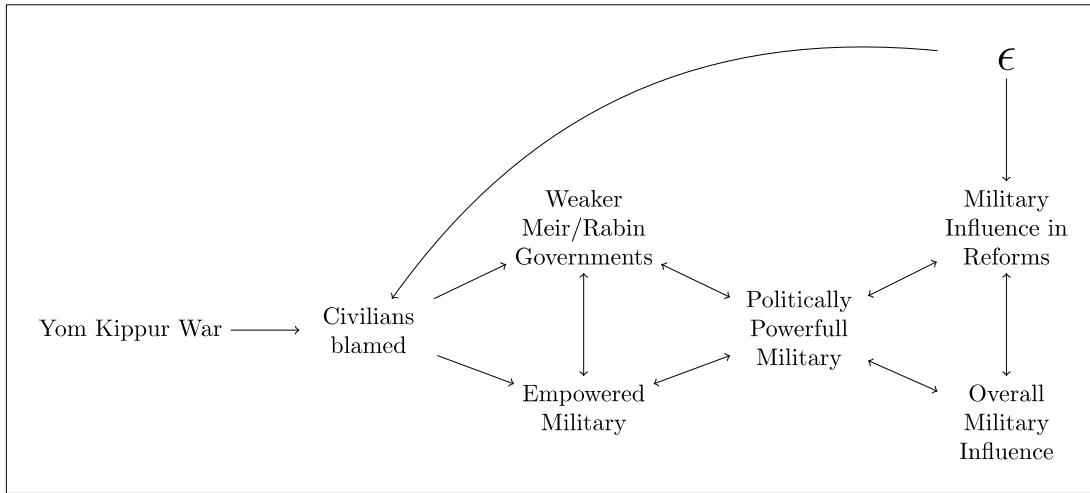 ϵ
Weaker
Meir/Rabin
Governments
Military
Influence in
Reforms
Yom Kippur War
Civilians
blamed
Politically
Powerfull
Military
Empowered
Military
Overall
Military
Influence